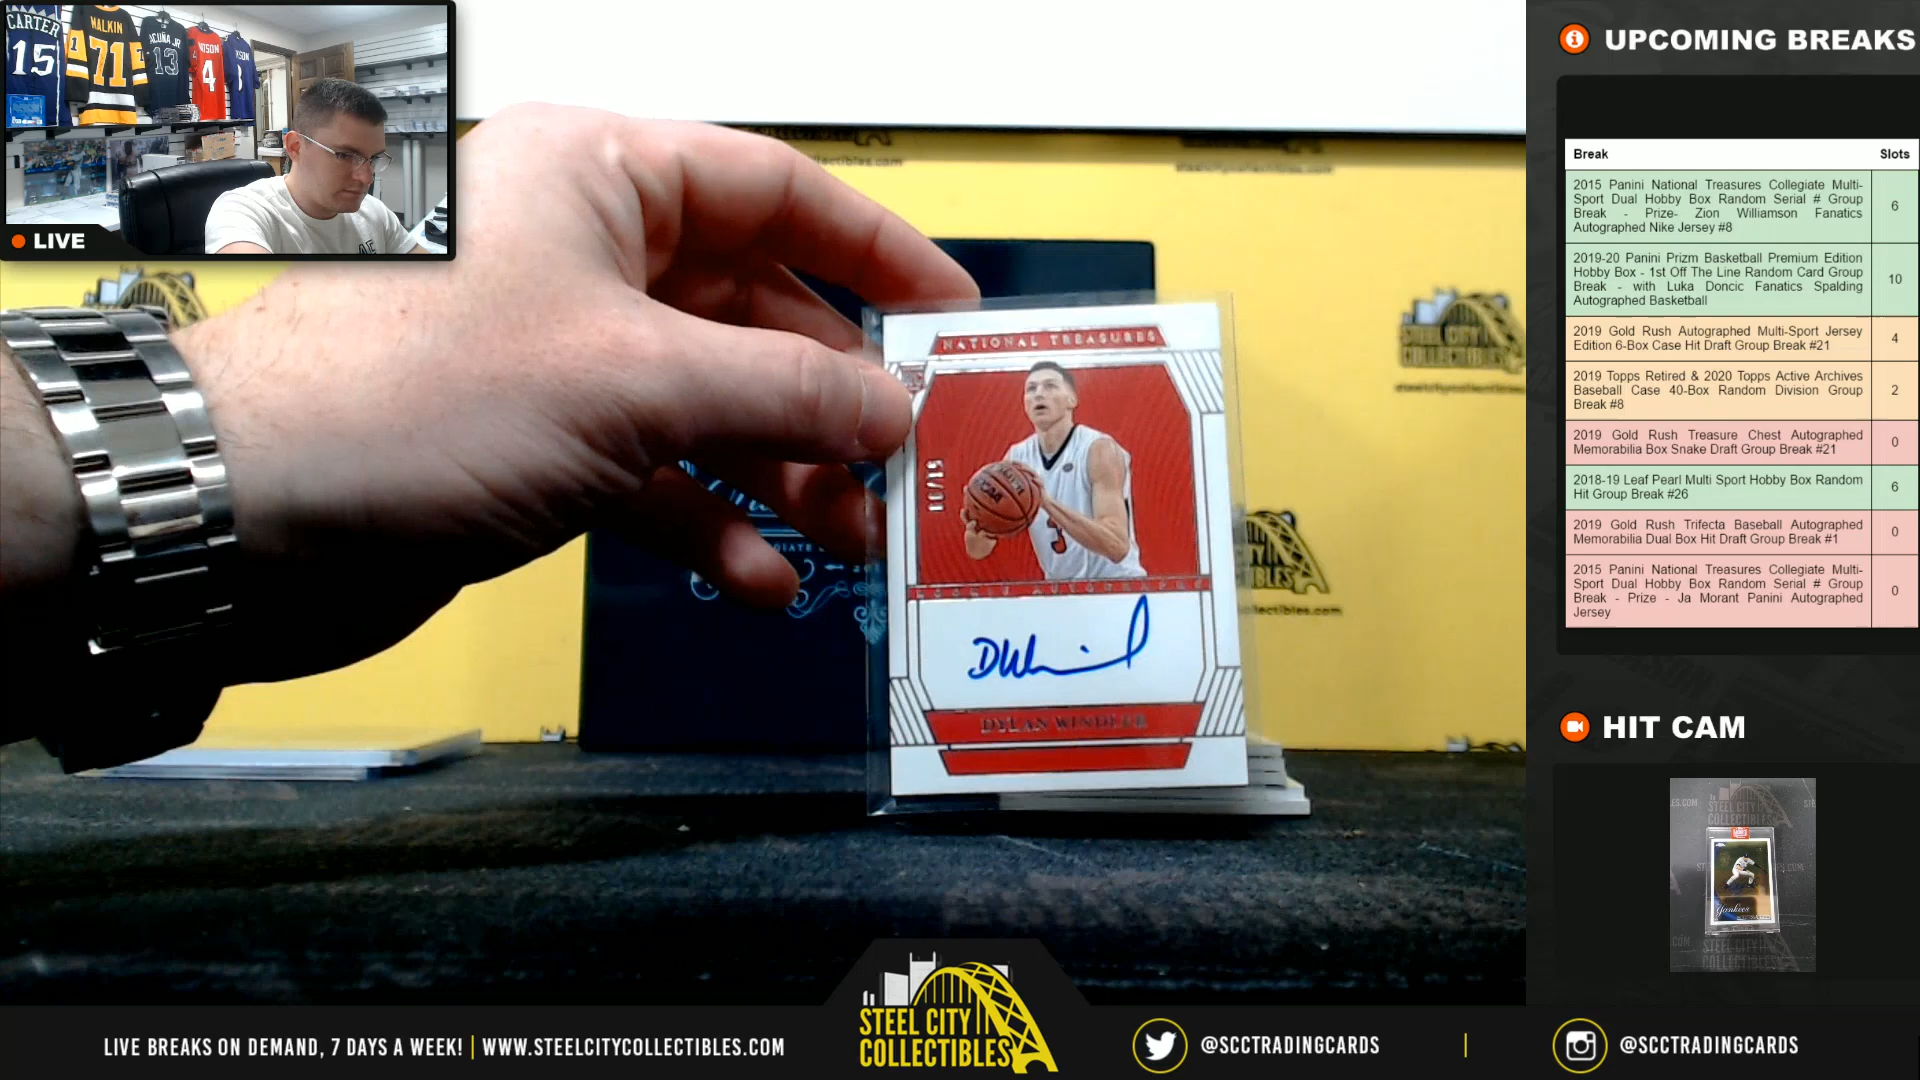 CARTER
15
MALKIN
71
ACUÑA JR
13
4
LIVE
NATIONAL TREASURES
3
DYLAN WINDLER
UPCOMING BREAKS
Break Slots
2015 Panini National Treasures Collegiate Multi-
Sport Dual Hobby Box Random Serial # Group
Break - Prize- Zion Williamson Fanatics
Autographed Nike Jersey #8
6
2019-20 Panini Prizm Basketball Premium Edition
Hobby Box - 1st Off The Line Random Card Group
Break - with Luka Doncic Fanatics Spalding
Autographed Basketball
10
2019 Gold Rush Autographed Multi-Sport Jersey
Edition 6-Box Case Hit Draft Group Break #21
4
2019 Topps Retired & 2020 Topps Active Archives
Baseball Case 40-Box Random Division Group
Break #8
2
2019 Gold Rush Treasure Chest Autographed
Memorabilia Box Snake Draft Group Break #21
0
2018-19 Leaf Pearl Multi Sport Hobby Box Random
Hit Group Break #26
6
2019 Gold Rush Trifecta Baseball Autographed
Memorabilia Dual Box Hit Draft Group Break #1
0
2015 Panini National Treasures Collegiate Multi-
Sport Dual Hobby Box Random Serial # Group
Break - Prize - Ja Morant Panini Autographed
Jersey
0
HIT CAM
STEEL CITY
COLLECTIBLES
Yankees
LIVE BREAKS ON DEMAND, 7 DAYS A WEEK! | WWW.STEELCITYCOLLECTIBLES.COM
STEEL CITY
COLLECTIBLES
@SCCTRADINGCARDS
@SCCTRADINGCARDS